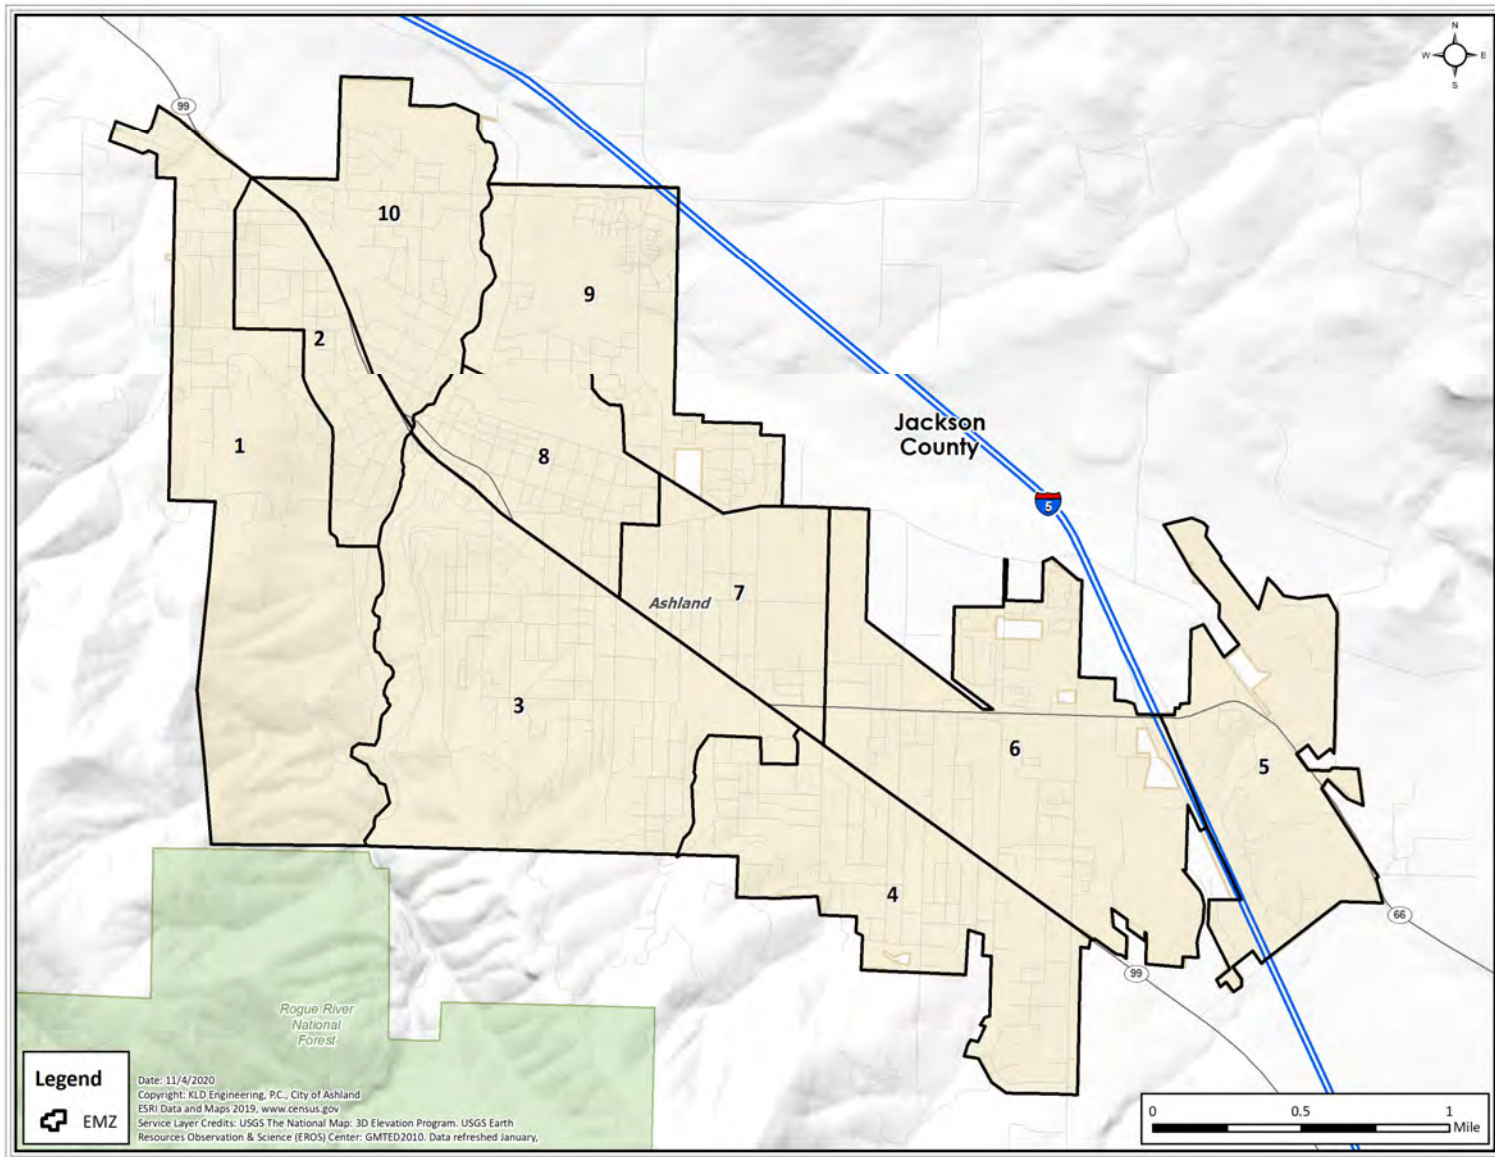 N
W E
S
99
10
9
2
Jackson
County
1
8
5
Ashland
7
3
6
5
4
66
99
Rogue River
National
Forest
Legend
EMZ
Date: 11/4/2020
Copyright: KLD Engineering, P.C., City of Ashland
ESRI Data and Maps 2019, www.census.gov
Service Layer Credits: USGS The National Map: 3D Elevation Program. USGS Earth
Resources Observation & Science (EROS) Center: GMTED2010. Data refreshed January,
0 0.5 1
Mile